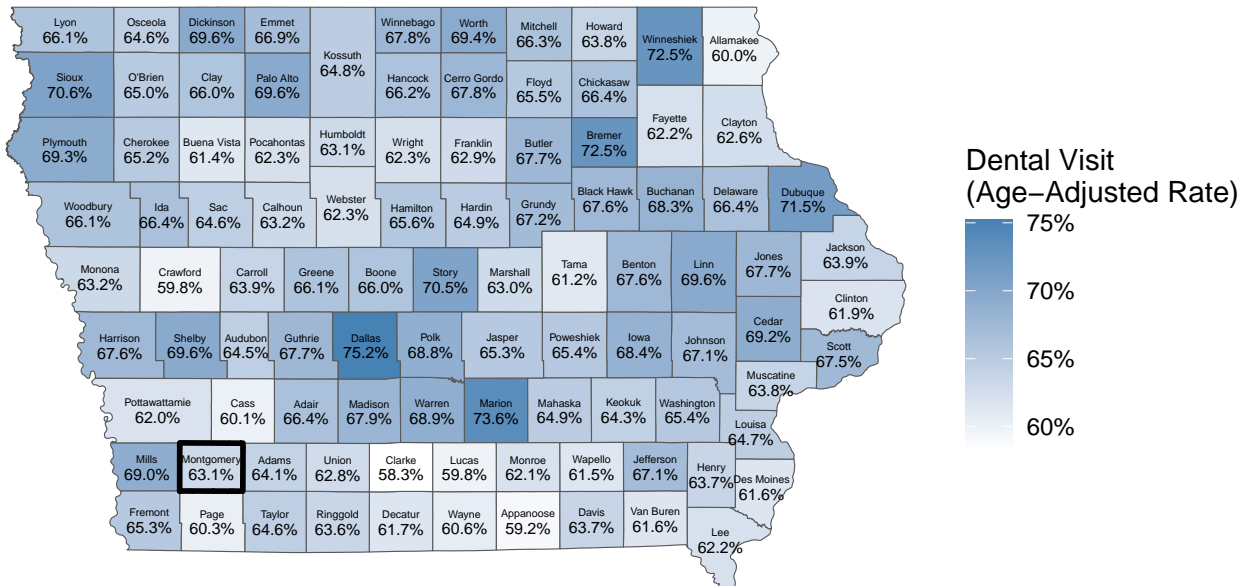 Lyon
66.1%
Osceola
64.6%
Dickinson
69.6%
Emmet
66.9%
Kossuth
64.8%
Winnebago
67.8%
Worth
69.4%
Mitchell
66.3%
Howard
63.8%
Winneshiek
72.5%
Allamakee
60.0%
Sioux
70.6%
O'Brien
65.0%
Clay
66.0%
Palo Alto
69.6%
Hancock
66.2%
Cerro Gordo
67.8%
Floyd
65.5%
Chickasaw
66.4%
Fayette
62.2%
Clayton
62.6%
Plymouth
69.3%
Cherokee
65.2%
Buena Vista
61.4%
Pocahontas
62.3%
Humboldt
63.1%
Wright
62.3%
Franklin
62.9%
Butler
67.7%
Bremer
72.5%
Woodbury
66.1%
Ida
66.4%
Sac
64.6%
Calhoun
63.2%
Webster
62.3%
Hamilton
65.6%
Hardin
64.9%
Grundy
67.2%
Black Hawk
67.6%
Buchanan
68.3%
Delaware
66.4%
Dubuque
71.5%
Monona
63.2%
Crawford
59.8%
Carroll
63.9%
Greene
66.1%
Boone
66.0%
Story
70.5%
Marshall
63.0%
Tama
61.2%
Benton
67.6%
Linn
69.6%
Jones
67.7%
Jackson
63.9%
Clinton
61.9%
Harrison
67.6%
Shelby
69.6%
Audubon
64.5%
Guthrie
67.7%
Dallas
75.2%
Polk
68.8%
Jasper
65.3%
Poweshiek
65.4%
Iowa
68.4%
Johnson
67.1%
Cedar
69.2%
Scott
67.5%
Muscatine
63.8%
Pottawattamie
62.0%
Cass
60.1%
Adair
66.4%
Madison
67.9%
Warren
68.9%
Marion
73.6%
Mahaska
64.9%
Keokuk
64.3%
Washington
65.4%
Louisa
64.7%
Mills
69.0%
Montgomery
63.1%
Adams
64.1%
Union
62.8%
Clarke
58.3%
Lucas
59.8%
Monroe
62.1%
Wapello
61.5%
Jefferson
67.1%
Henry
63.7%
Des Moines
61.6%
Fremont
65.3%
Page
60.3%
Taylor
64.6%
Ringgold
63.6%
Decatur
61.7%
Wayne
60.6%
Appanoose
59.2%
Davis
63.7%
Van Buren
61.6%
Lee
62.2%
Dental Visit
(Age−Adjusted Rate)
75%
70%
65%
60%